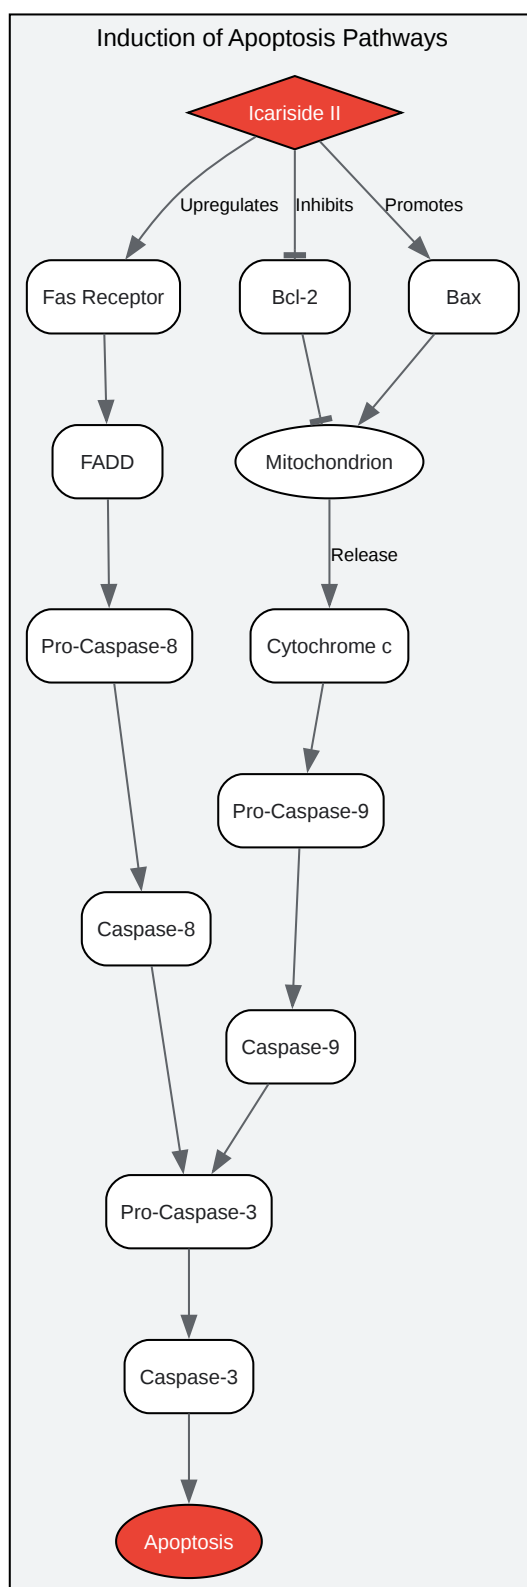 Induction of Apoptosis Pathways
Icariside II
Upregulates
Inhibits
Promotes
Fas Receptor
Bcl-2
Bax
FADD
Mitochondrion
Release
Pro-Caspase-8
Cytochrome c
Pro-Caspase-9
Caspase-8
Caspase-9
Pro-Caspase-3
Caspase-3
Apoptosis